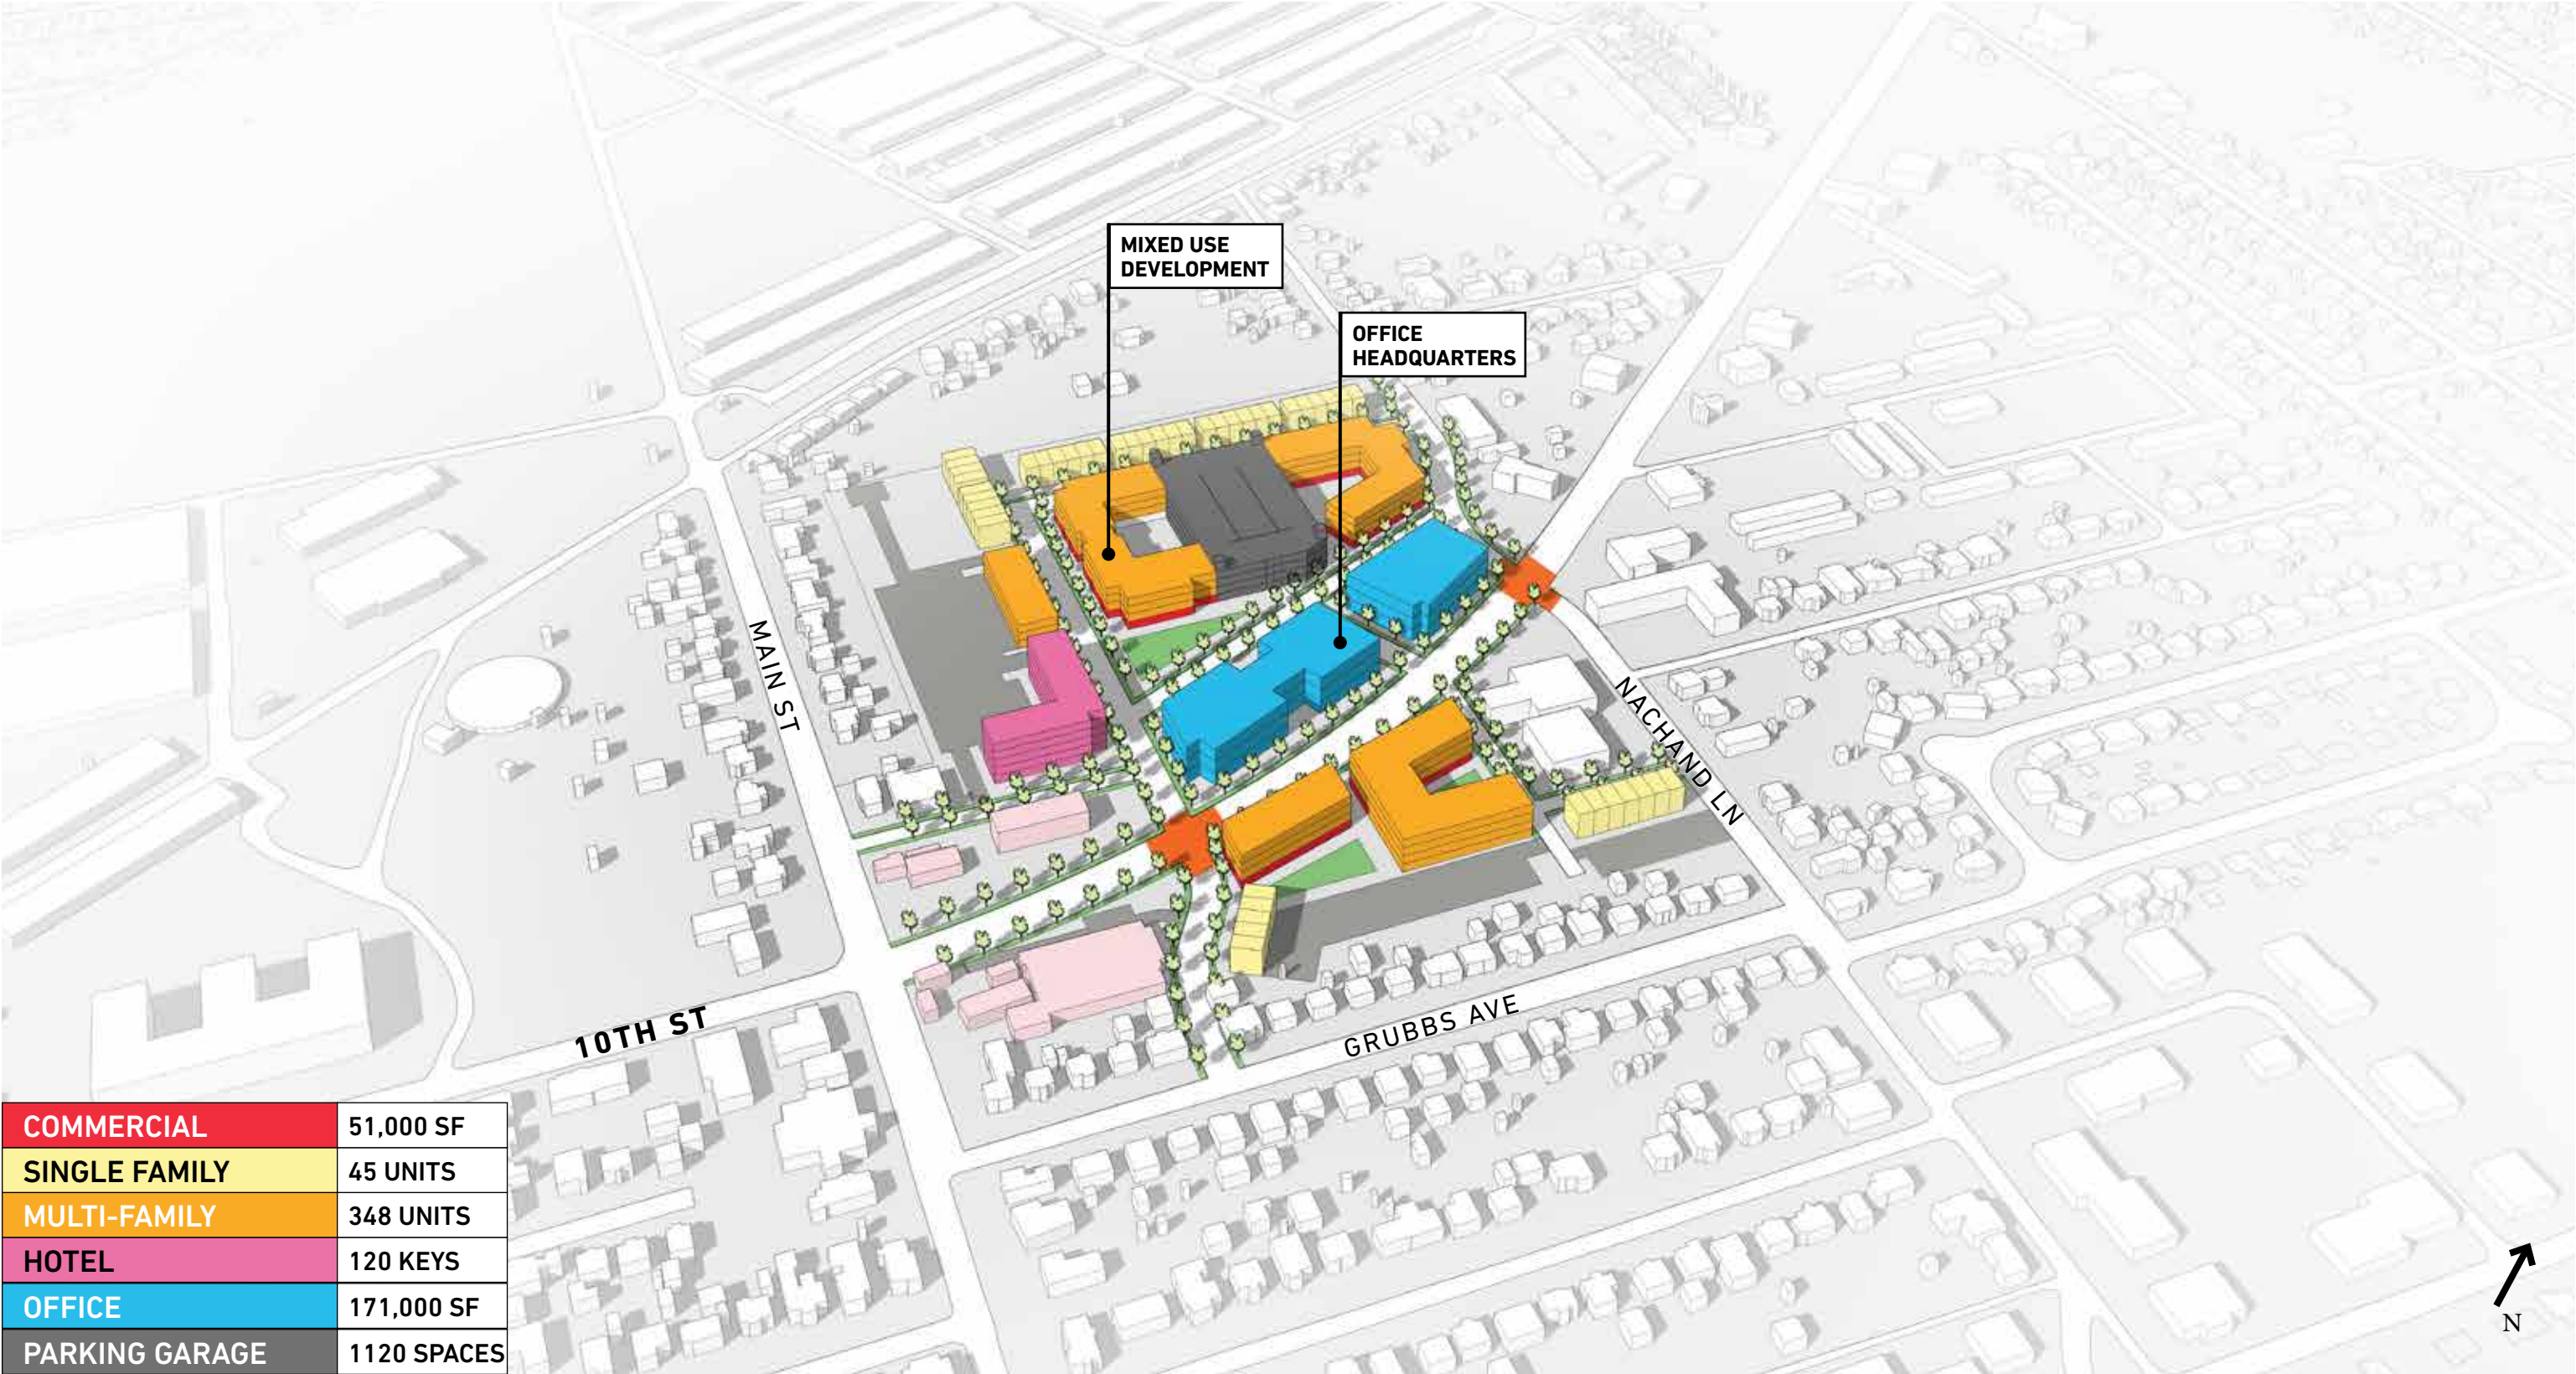 MIXED USE
DEVELOPMENT
OFFICE
HEADQUARTERS
MAIN ST
NACHAND LN
10TH ST
GRUBBS AVE
COMMERCIAL 51,000 SF
SINGLE FAMILY 45 UNITS
MULTI-FAMILY 348 UNITS
HOTEL 120 KEYS
OFFICE 171,000 SF
PARKING GARAGE 1120 SPACES
N